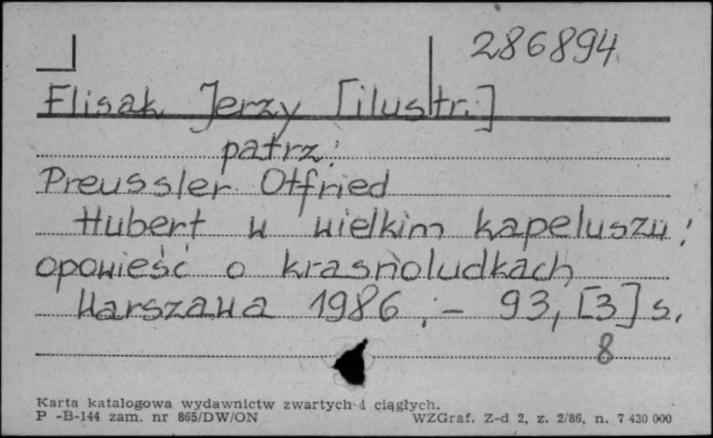 286894
Flisak Jerzy [ilustr.]
patrz:
Preussler Otfried
Hubert w wielkim kapeluszu;
opowieść o krasnoludkach
Warszawa 1986. - 93, [3] s.
8
Karta katalogowa wydawnictw zwartych i ciągłych.
P -B-144 zam. nr 865/DW/ON WZGraf. Z-d 2, z. 2/86, n. 7 430 000